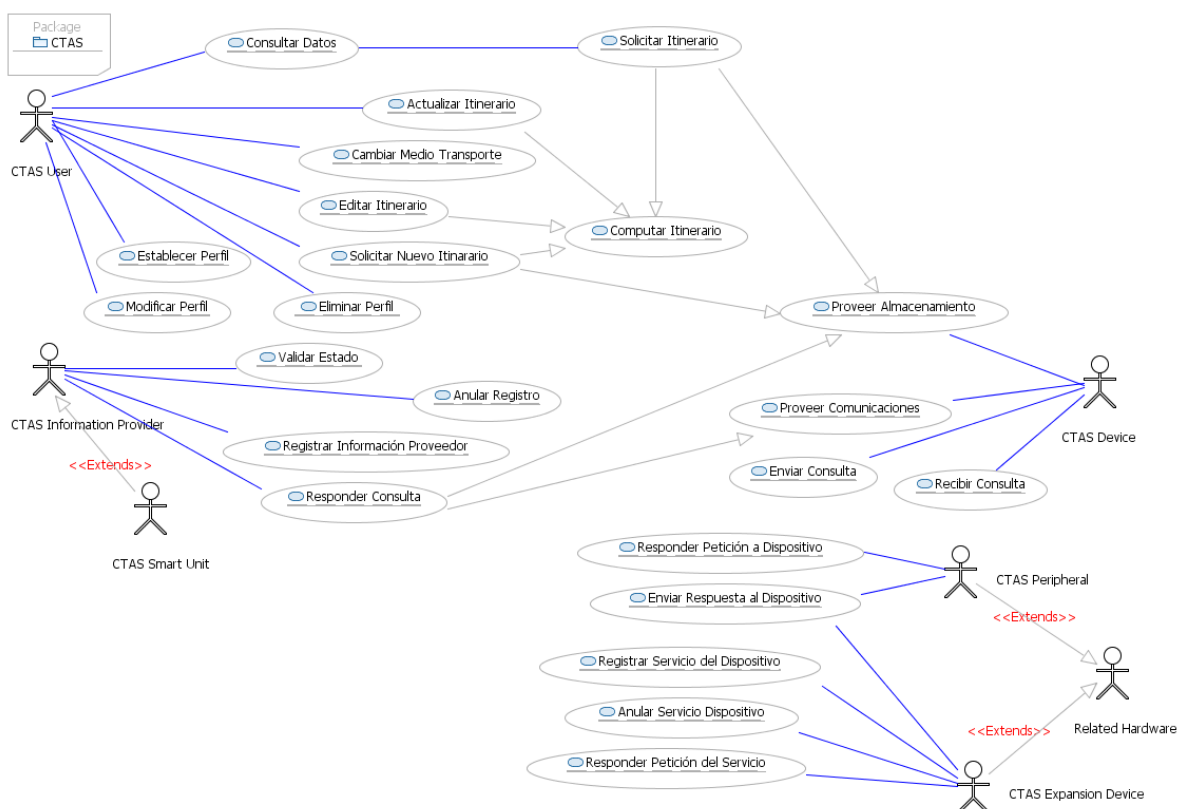 Package
CTAS
Consultar Datos
Solicitar Itinerario
Actualizar Itinerario
CTAS User
Cambiar Medio Transporte
Editar Itinerario
Computar Itinerario
Establecer Perfil
Solicitar Nuevo Itinarario
Modificar Perfil
Eliminar Perfil
Proveer Almacenamiento
Validar Estado
Anular Registro
CTAS Information Provider
Proveer Comunicaciones
CTAS Device
Registrar Información Proveedor
<<Extends>>
Enviar Consulta
Recibir Consulta
Responder Consulta
CTAS Smart Unit
Responder Petición a Dispositivo
CTAS Peripheral
Enviar Respuesta al Dispositivo
<<Extends>>
Registrar Servicio del Dispositivo
Anular Servicio Dispositivo
Related Hardware
<<Extends>>
Responder Petición del Servicio
CTAS Expansion Device